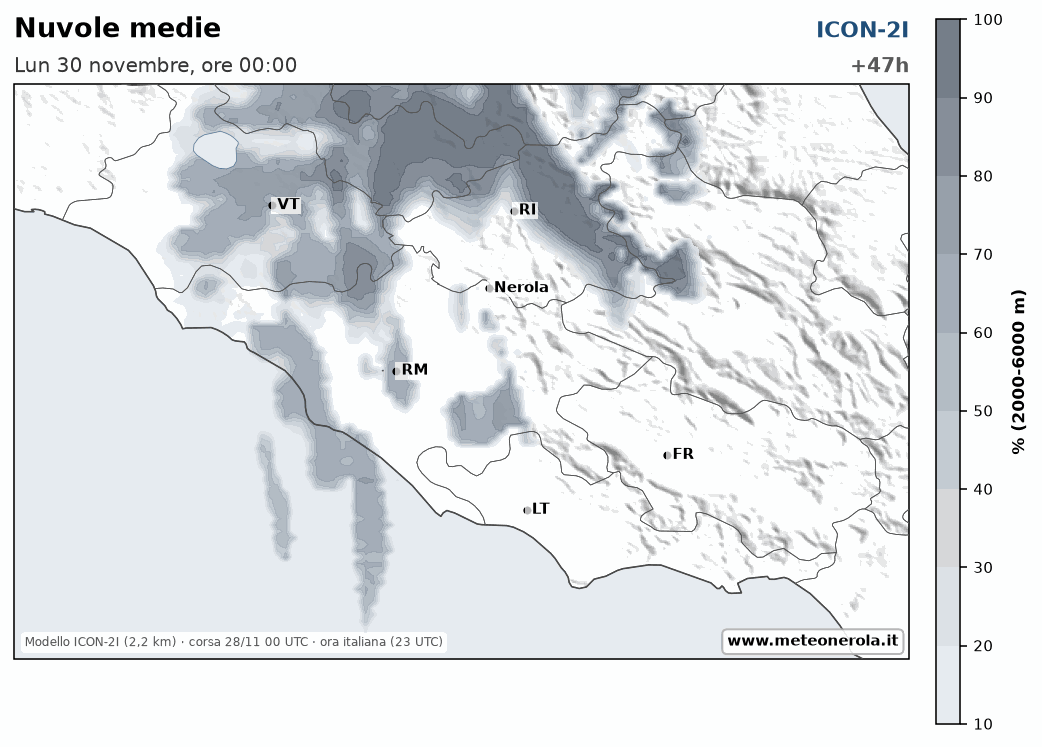 Nuvole medie
ICON-2I
Lun 30 novembre, ore 00:00
+47h
VT
RI
Nerola
RM
FR
LT
Modello ICON-2I (2,2 km) · corsa 28/11 00 UTC · ora italiana (23 UTC)
www.meteonerola.it
100
90
80
70
60
50
40
30
20
10
% (2000-6000 m)